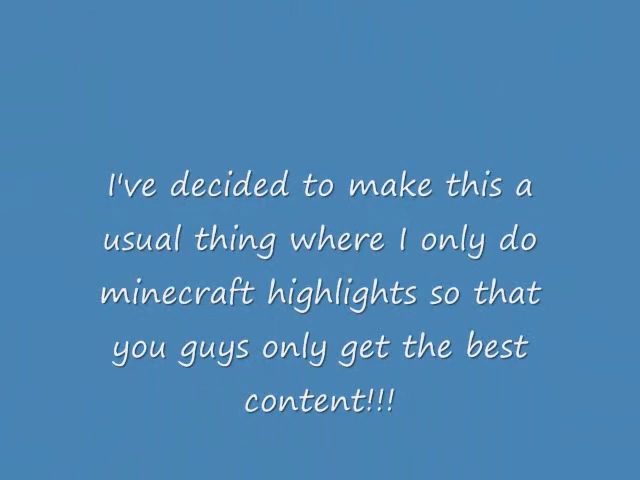 I've decided to make this a
usual thing where I only do
minecraft highlights so that
you guys only get the best
content!!!